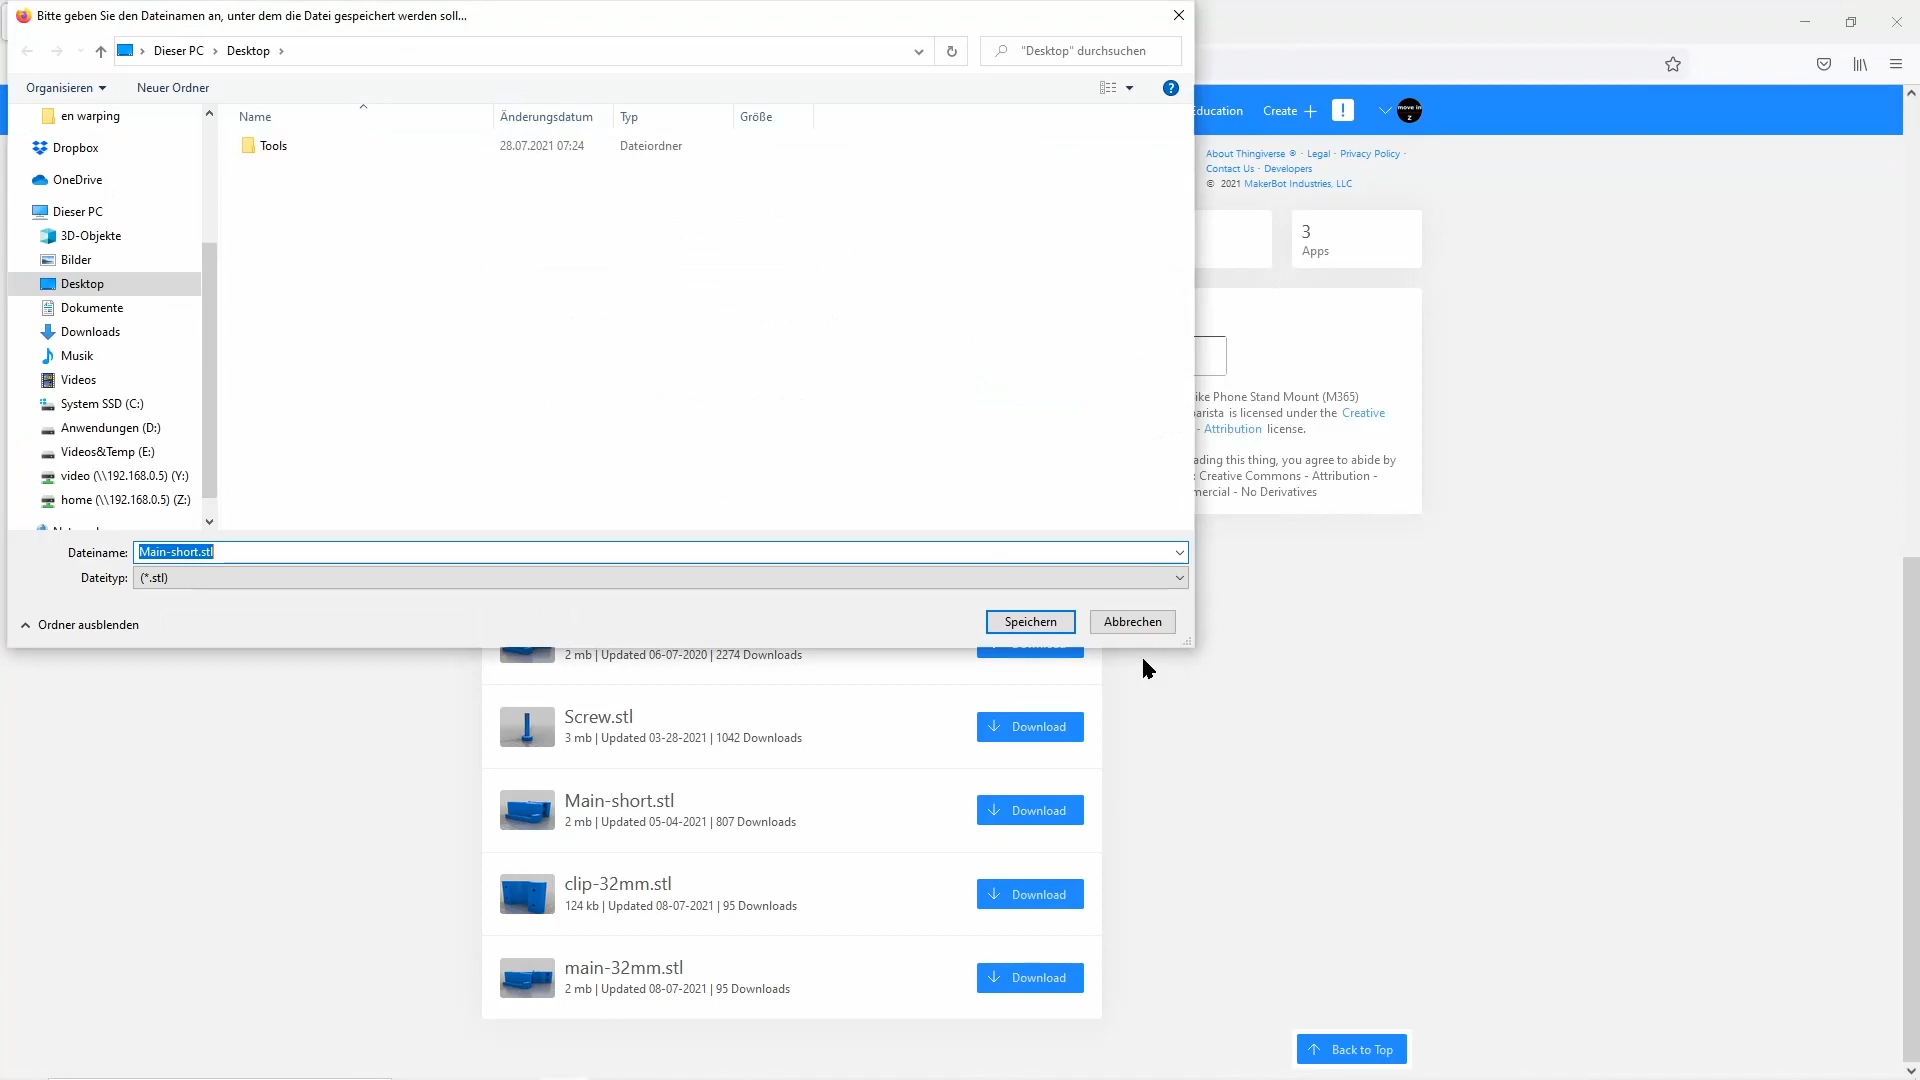 Bitte geben Sie den Dateinamen an, unter dem die Datei gespeichert werden soll...
Dieser PC
Desktop
"Desktop" durchsuchen
Organisieren
Neuer Ordner
Name
Änderungsdatum
Typ
Größe
Tools
28.07.2021 07:24
Dateiordner
en warping
Dropbox
OneDrive
Dieser PC
3D-Objekte
Bilder
Desktop
Dokumente
Downloads
Musik
Videos
System SSD (C:)
Anwendungen (D:)
Videos&Temp (E:)
video (\\192.168.0.5) (Y:)
home (\\192.168.0.5) (Z:)
Dateiname:
Main-short.stl
Dateityp:
(*.stl)
Ordner ausblenden
Speichern
Abbrechen
Education
Create
move in
z
About Thingiverse ® · Legal · Privacy Policy ·
Contact Us · Developers
© 2021 MakerBot Industries, LLC
3
Apps
ike Phone Stand Mount (M365)
arista is licensed under the Creative
- Attribution license.
ading this thing, you agree to abide by
: Creative Commons - Attribution -
mercial - No Derivatives
2 mb | Updated 06-07-2020 | 2274 Downloads
Screw.stl
3 mb | Updated 03-28-2021 | 1042 Downloads
Download
Main-short.stl
2 mb | Updated 05-04-2021 | 807 Downloads
Download
clip-32mm.stl
124 kb | Updated 08-07-2021 | 95 Downloads
Download
main-32mm.stl
2 mb | Updated 08-07-2021 | 95 Downloads
Download
Back to Top